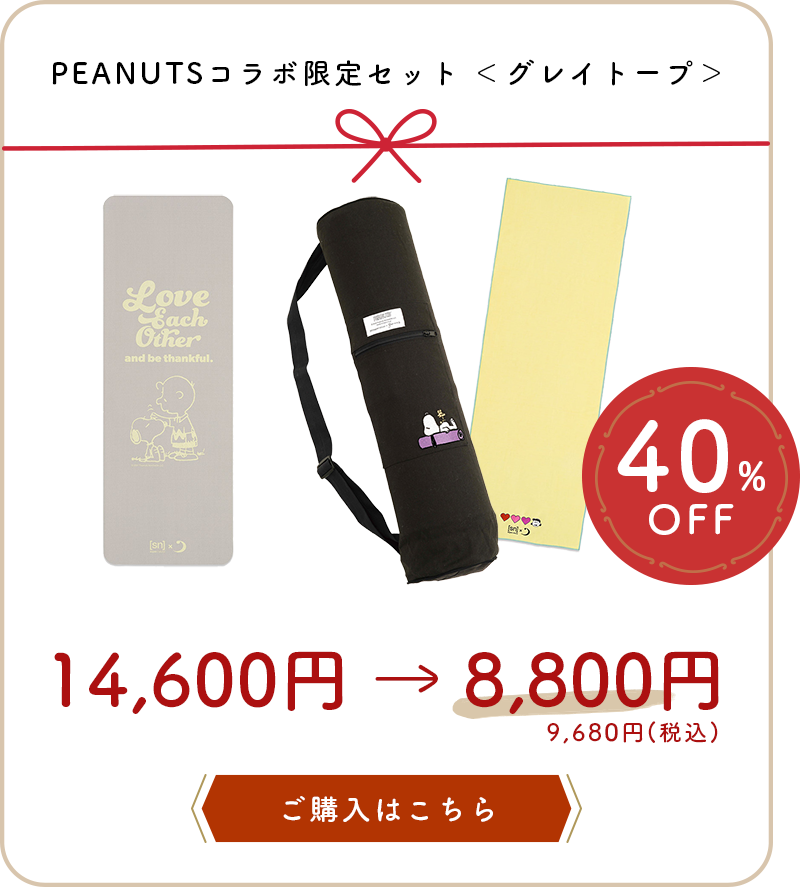 PEANUTSコラボ限定セット ＜グレイトープ＞
Love
Each
Other
and be thankful.
[sn] ×
[sn] ×
40%
OFF
14,600円 → 8,800円
9,680円(税込)
ご購入はこちら